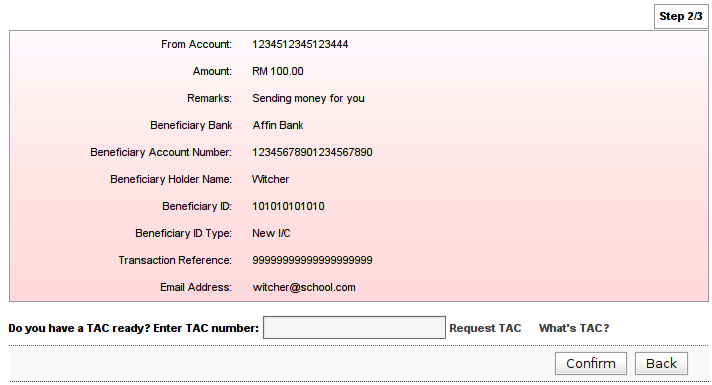 Step 2/3
From Account: 1234512345123444
Amount: RM 100.00
Remarks: Sending money for you
Beneficiary Bank Affin Bank
Beneficiary Account Number: 12345678901234567890
Beneficiary Holder Name: Witcher
Beneficiary ID: 101010101010
Beneficiary ID Type: New I/C
Transaction Reference: 99999999999999999999
Email Address: witcher@school.com
Do you have a TAC ready? Enter TAC number: Request TAC What's TAC?
Confirm Back